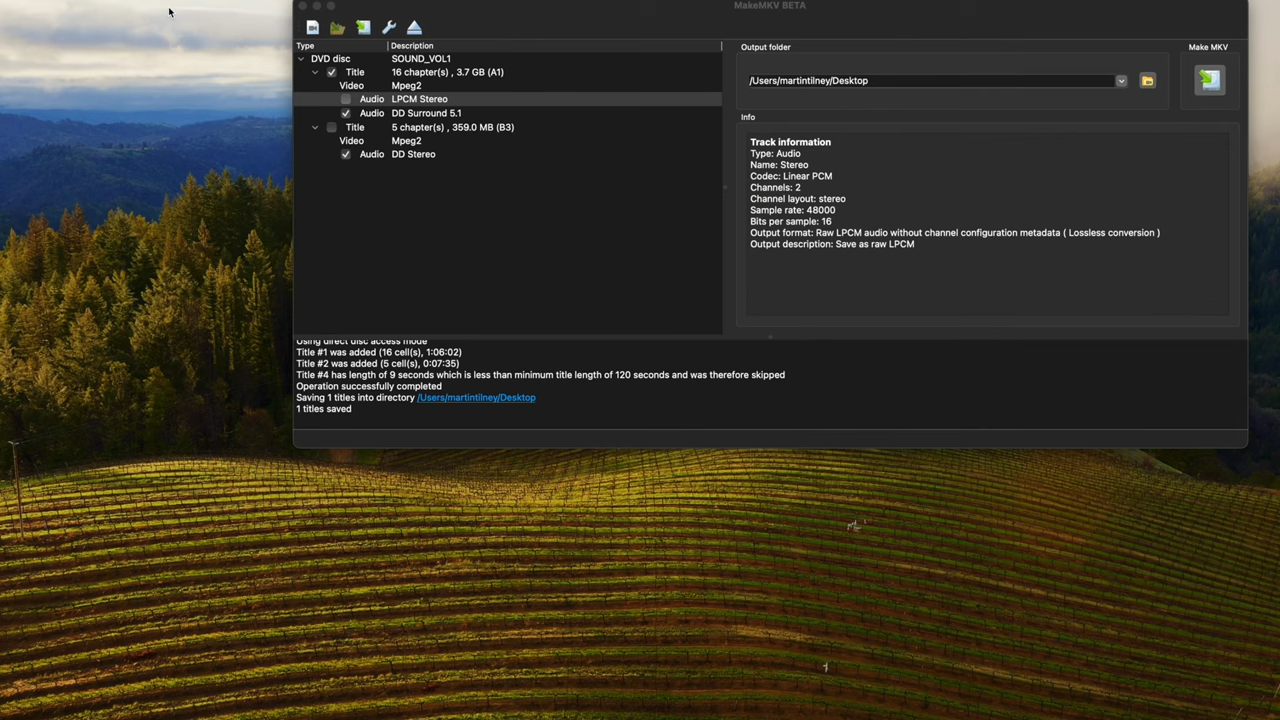 MakeMKV BETA
Type Description
DVD disc SOUND_VOL1
Title 16 chapter(s) , 3.7 GB (A1)
Video Mpeg2
Audio LPCM Stereo
Audio DD Surround 5.1
Title 5 chapter(s) , 359.0 MB (B3)
Video Mpeg2
Audio DD Stereo
Output folder
/Users/martintilney/Desktop
Make MKV
Info
Track information
Type: Audio
Name: Stereo
Codec: Linear PCM
Channels: 2
Channel layout: stereo
Sample rate: 48000
Bits per sample: 16
Output format: Raw LPCM audio without channel configuration metadata ( Lossless conversion )
Output description: Save as raw LPCM
Using direct disc access mode
Title #1 was added (16 cell(s), 1:06:02)
Title #2 was added (5 cell(s), 0:07:35)
Title #4 has length of 9 seconds which is less than minimum title length of 120 seconds and was therefore skipped
Operation successfully completed
Saving 1 titles into directory /Users/martintilney/Desktop
1 titles saved